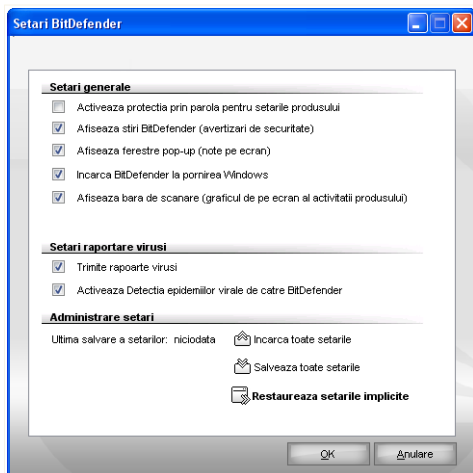 Setari BitDefender
Setari generale
Activeaza protectia prin parola pentru setarile produsului
Afiseaza stiri BitDefender (avertizari de securitate)
Afiseaza ferestre pop-up (note pe ecran)
Incarca BitDefender la pornirea Windows
Afiseaza bara de scanare (graficul de pe ecran al activitatii produsului)
Setari raportare virusi
Trimite rapoarte virusi
Activeaza Detectia epidemiilor virale de catre BitDefender
Administrare setari
Ultima salvare a setarilor: niciodata
Incarca toate setarile
Salveaza toate setarile
Restaureaza setarile implicite
OK
Anulare